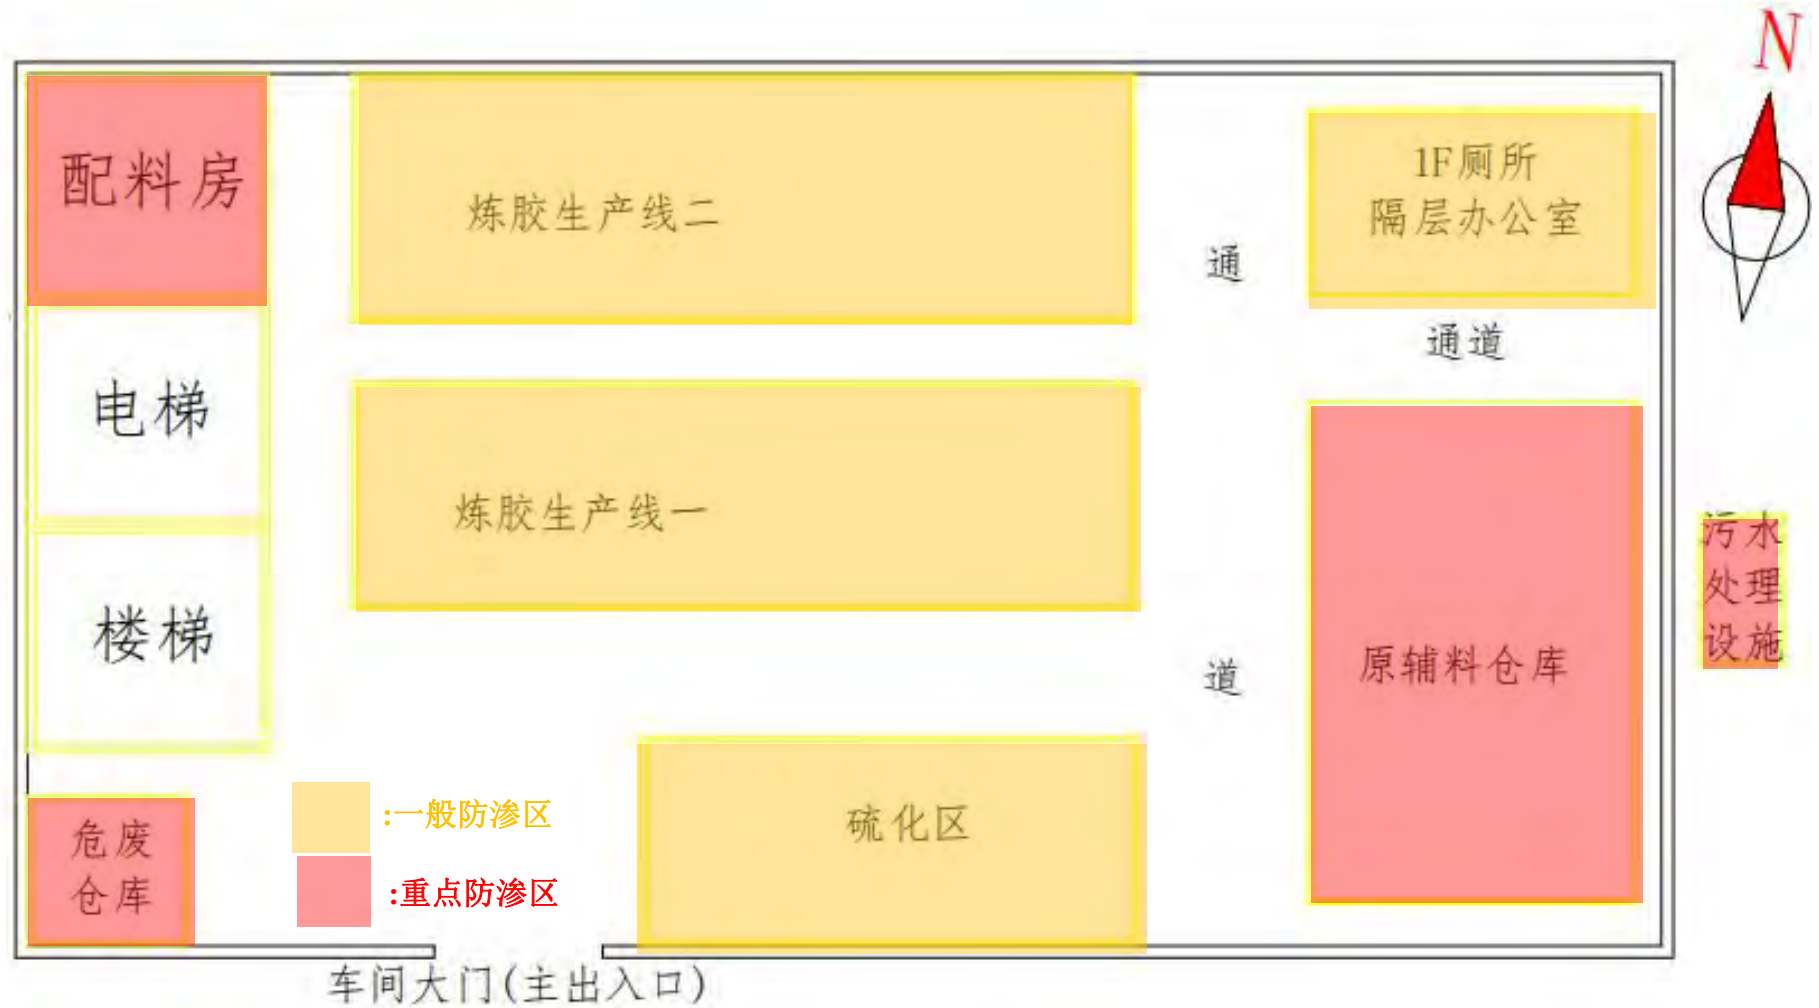 N
配料房
炼胶生产线二
1F厕所
隔层办公室
通
通道
电梯
炼胶生产线一
污水
处理
设施
楼梯
道
原辅料仓库
危废
仓库
:一般防渗区
:重点防渗区
硫化区
车间大门(主出入口)